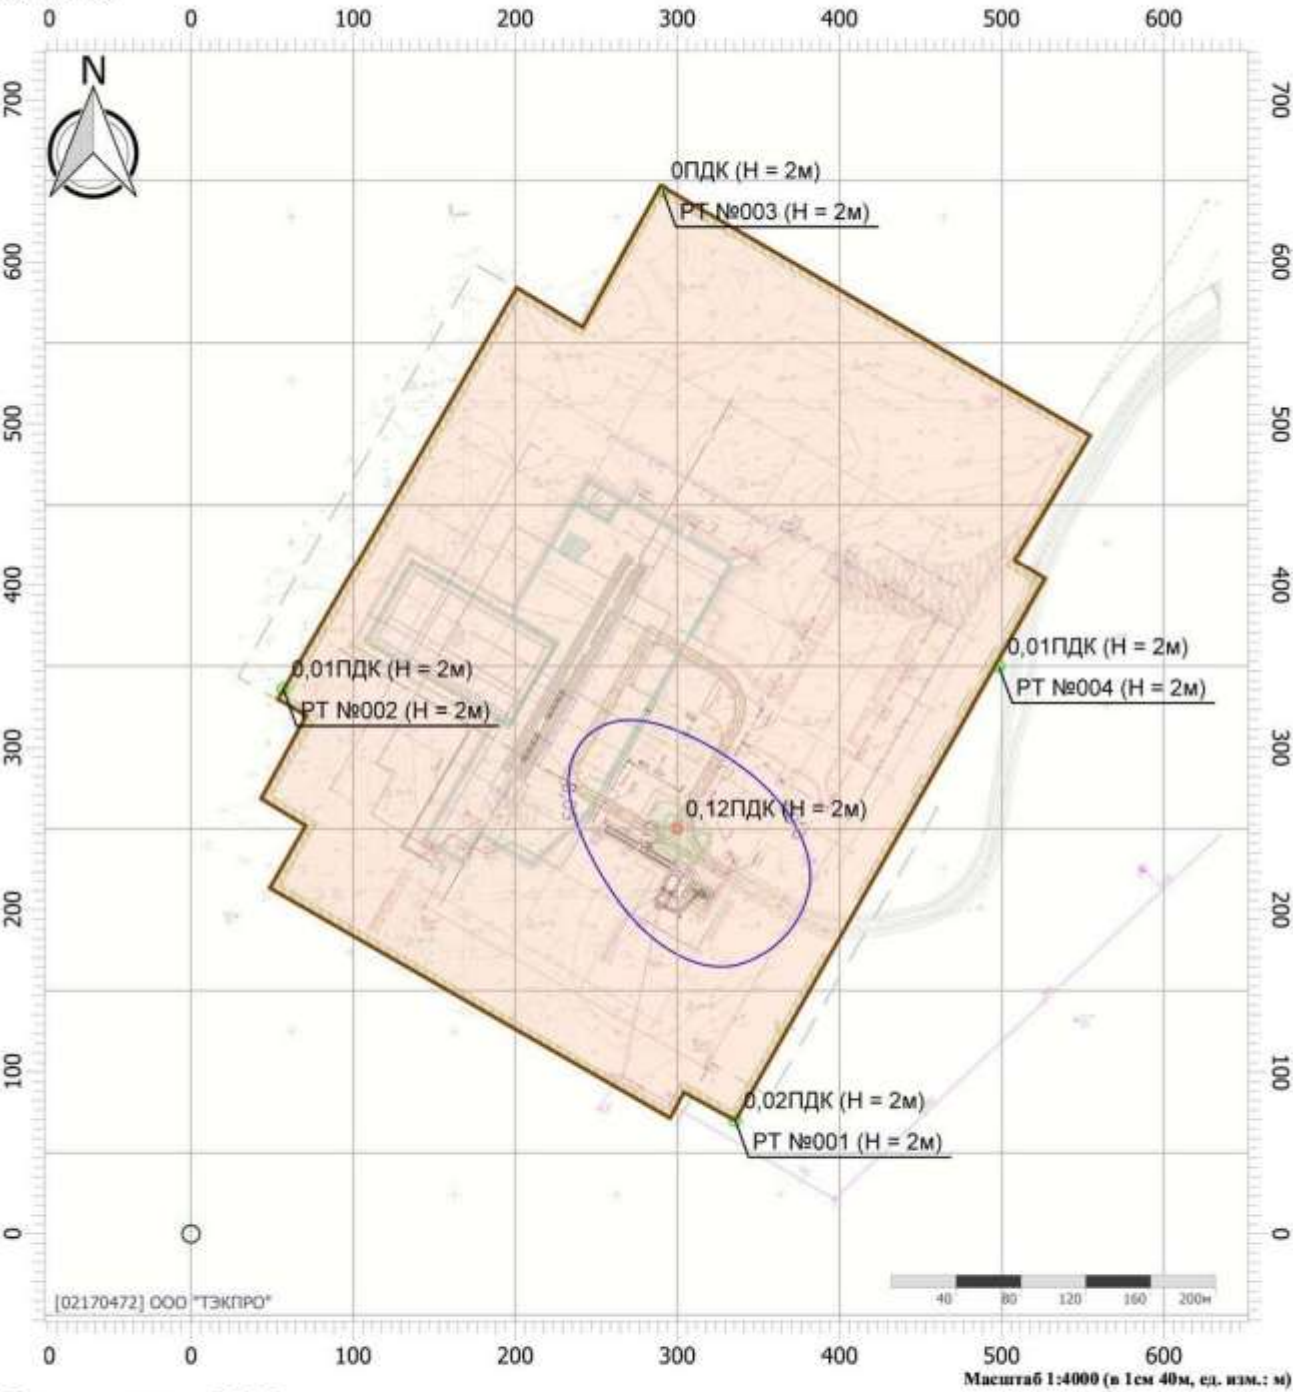 0 0 100 200 300 400 500 600
N
700 700
0ПДК (H = 2м)
РТ №003 (H = 2м)
600 600
500 500
400 400
0,01ПДК (H = 2м)
РТ №004 (H = 2м)
0,01ПДК (H = 2м)
РТ №002 (H = 2м)
300 300
0,12ПДК (H = 2м)
200 200
100 100
0,02ПДК (H = 2м)
РТ №001 (H = 2м)
0 0
[02170472] ООО "ТЭКПРО"
40 80 120 160 200м
0 0 100 200 300 400 500 600
Масштаб 1:4000 (в 1см 40м, ед. изм.: м)